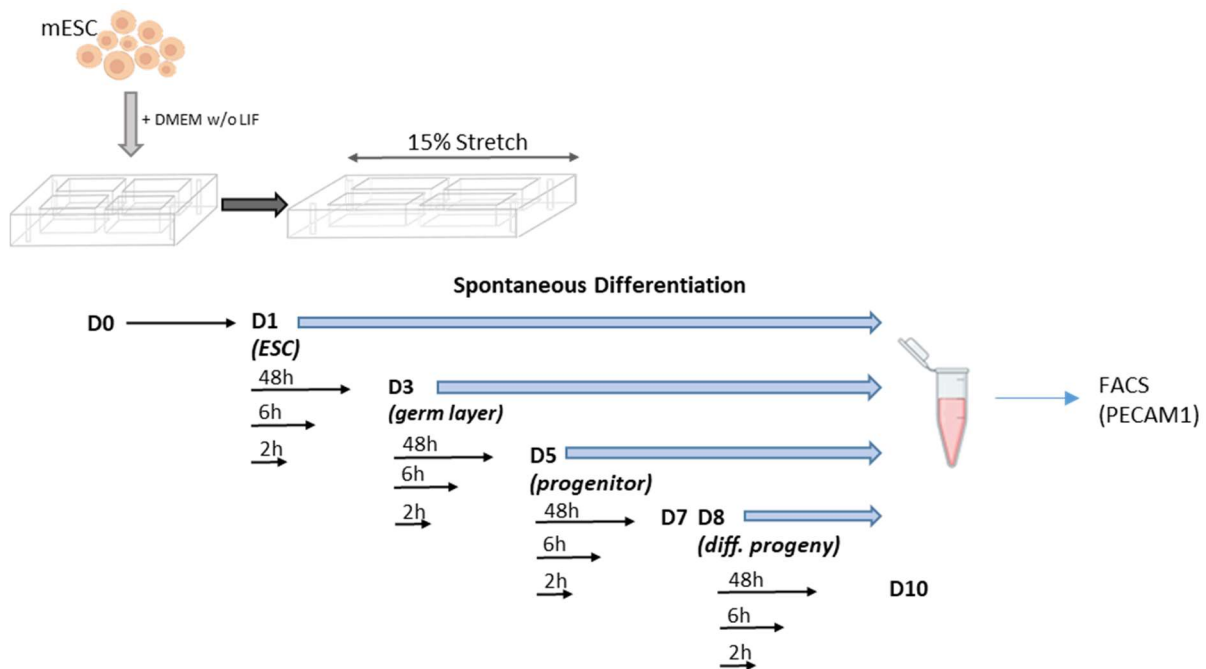 mESC
+ DMEM w/o LIF
15% Stretch
Spontaneous Differentiation
D0
D1
(ESC)
48h
6h
2h
D3
(germ layer)
48h
6h
2h
D5
(progenitor)
48h
6h
2h
D7 D8
(diff. progeny)
48h
6h
2h
D10
FACS
(PECAM1)